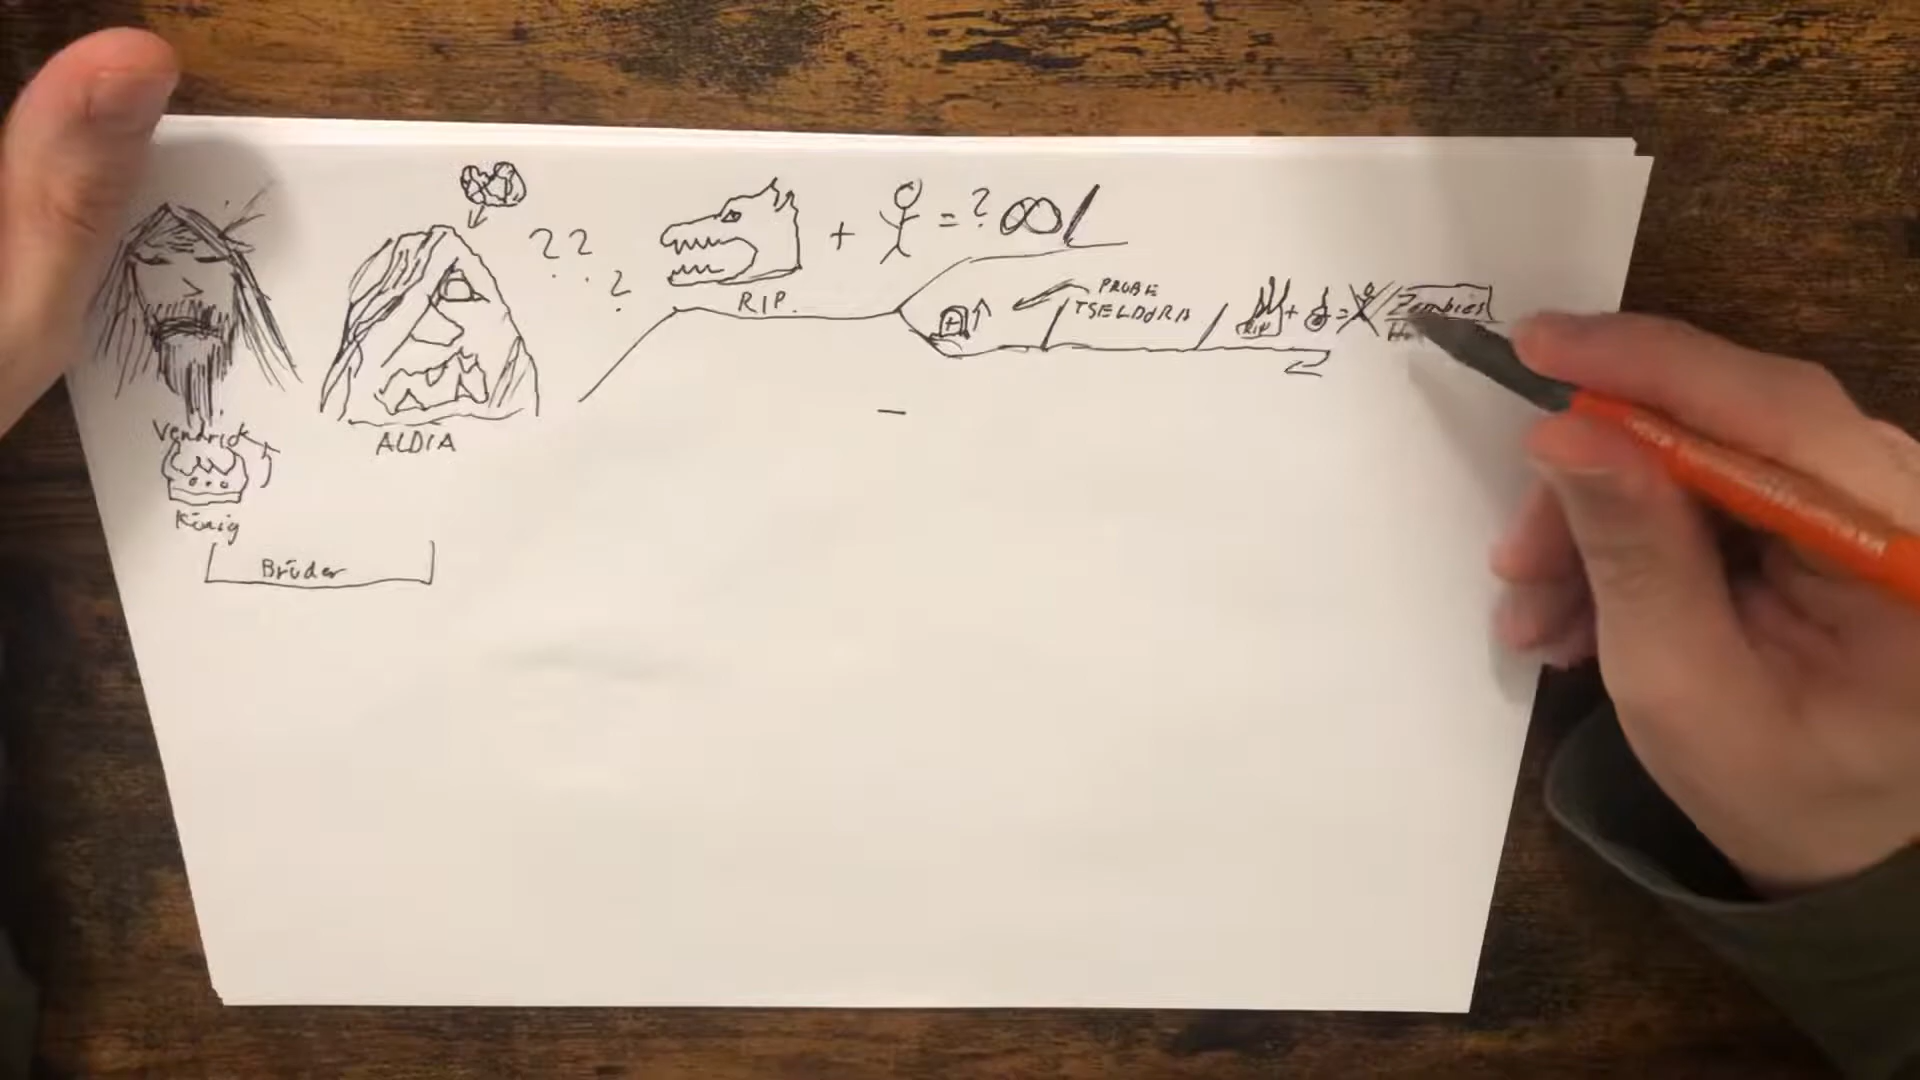 Vendrick
König
Brüder
ALDIA
RIP.
+
= ?
PROBE
TSELDORA
RIP
+
=
Zombies